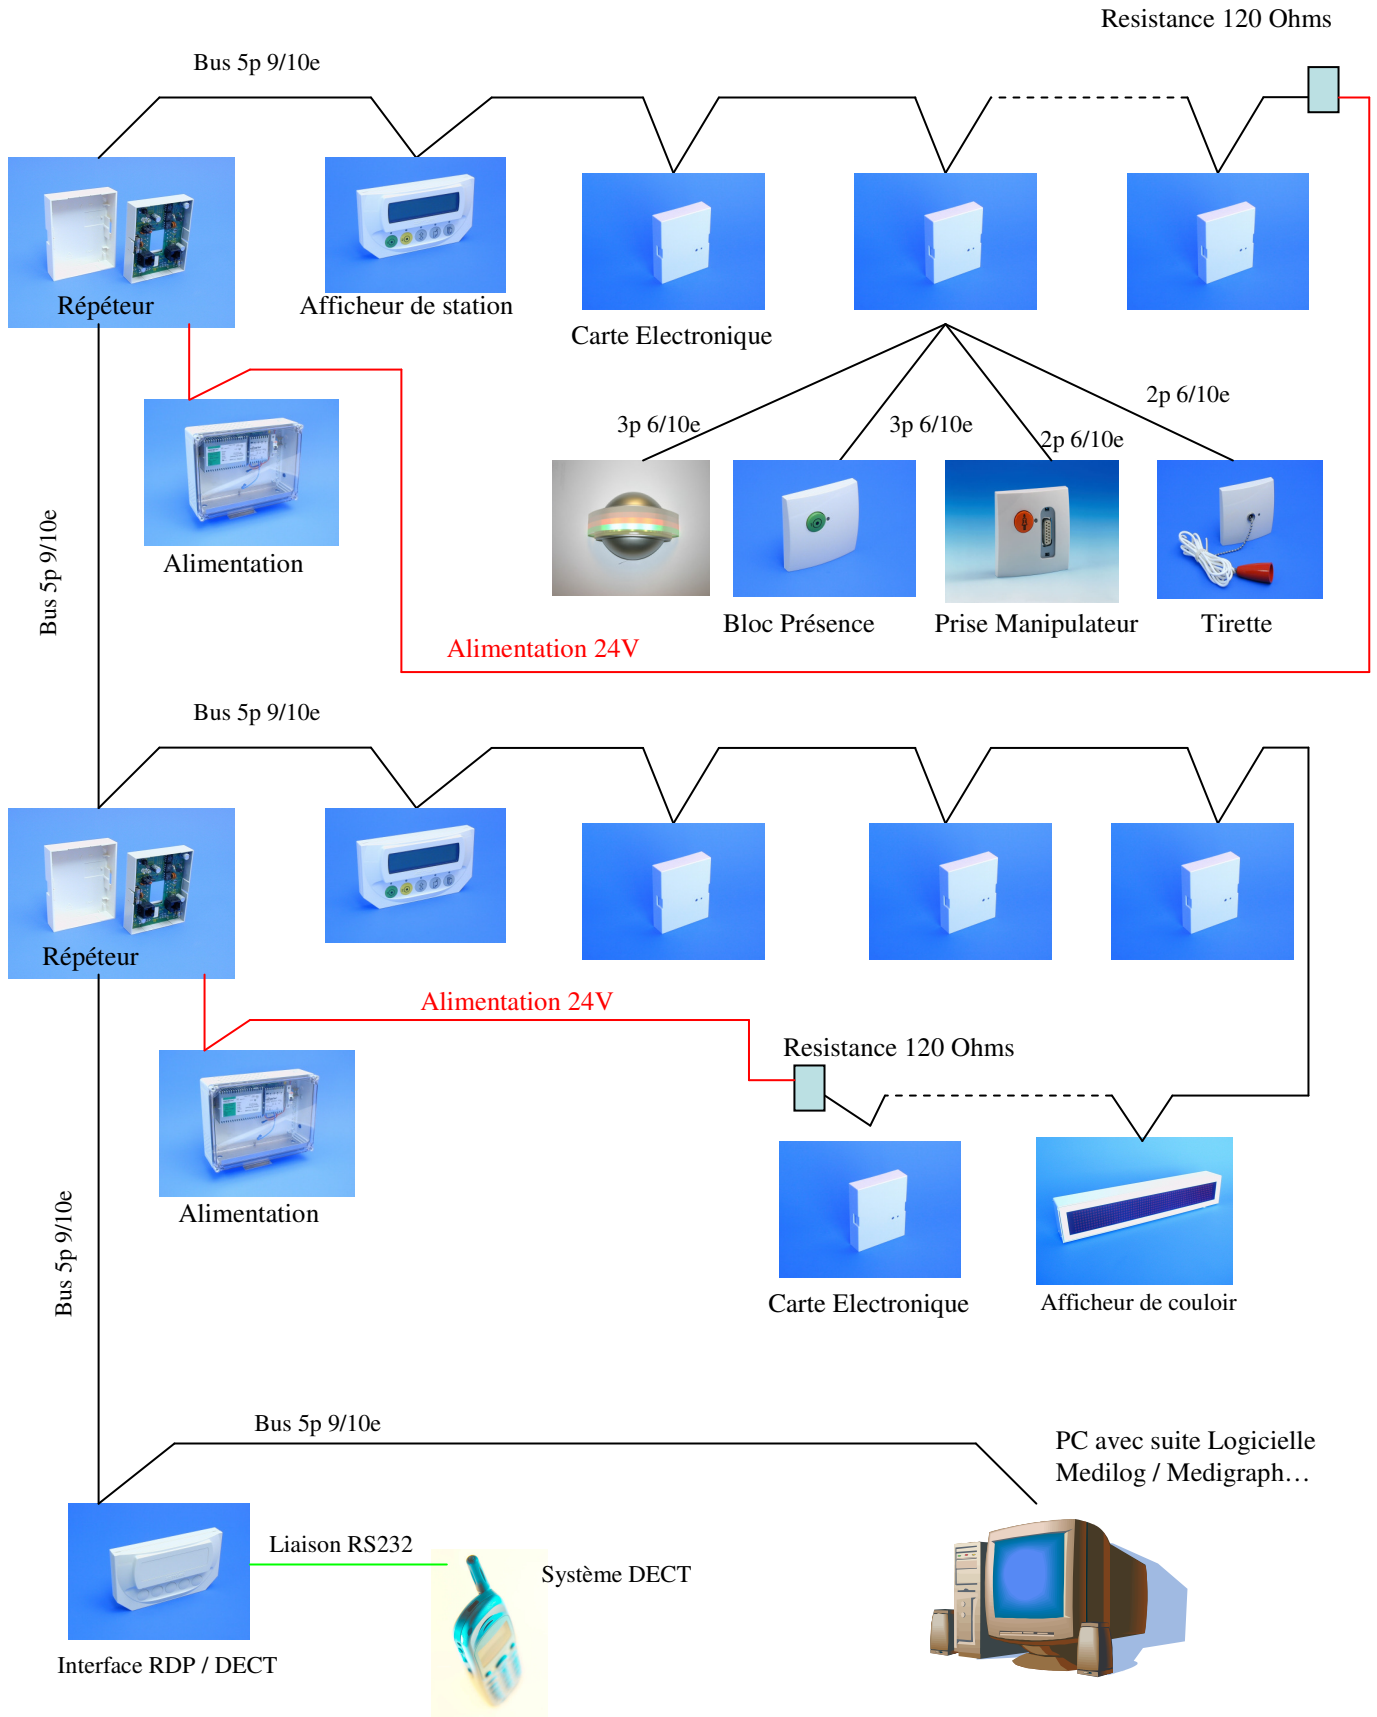 Resistance 120 Ohms
Bus 5p 9/10e
Répéteur
Afficheur de station
Carte Electronique
2p 6/10e
3p 6/10e
3p 6/10e
2p 6/10e
Bus 5p 9/10e
Alimentation
Bloc Présence
Prise Manipulateur
Tirette
Alimentation 24V
Bus 5p 9/10e
Répéteur
Alimentation 24V
Resistance 120 Ohms
Bus 5p 9/10e
Alimentation
Carte Electronique
Afficheur de couloir
Bus 5p 9/10e
PC avec suite Logicielle
Medilog / Medigraph…
Liaison RS232
Système DECT
Interface RDP / DECT